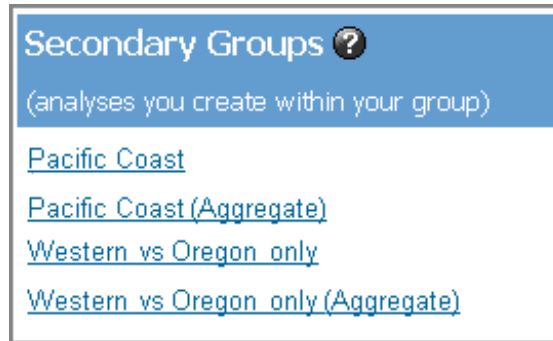 Secondary Groups ?
(analyses you create within your group)
Pacific Coast
Pacific Coast (Aggregate)
Western vs Oregon only
Western vs Oregon only (Aggregate)